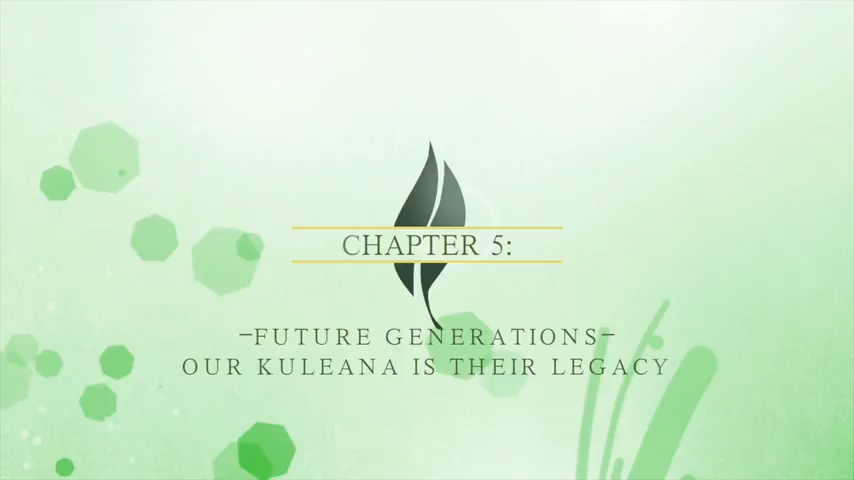 CHAPTER 5:
-FUTURE GENERATIONS-
OUR KULEANA IS THEIR LEGACY